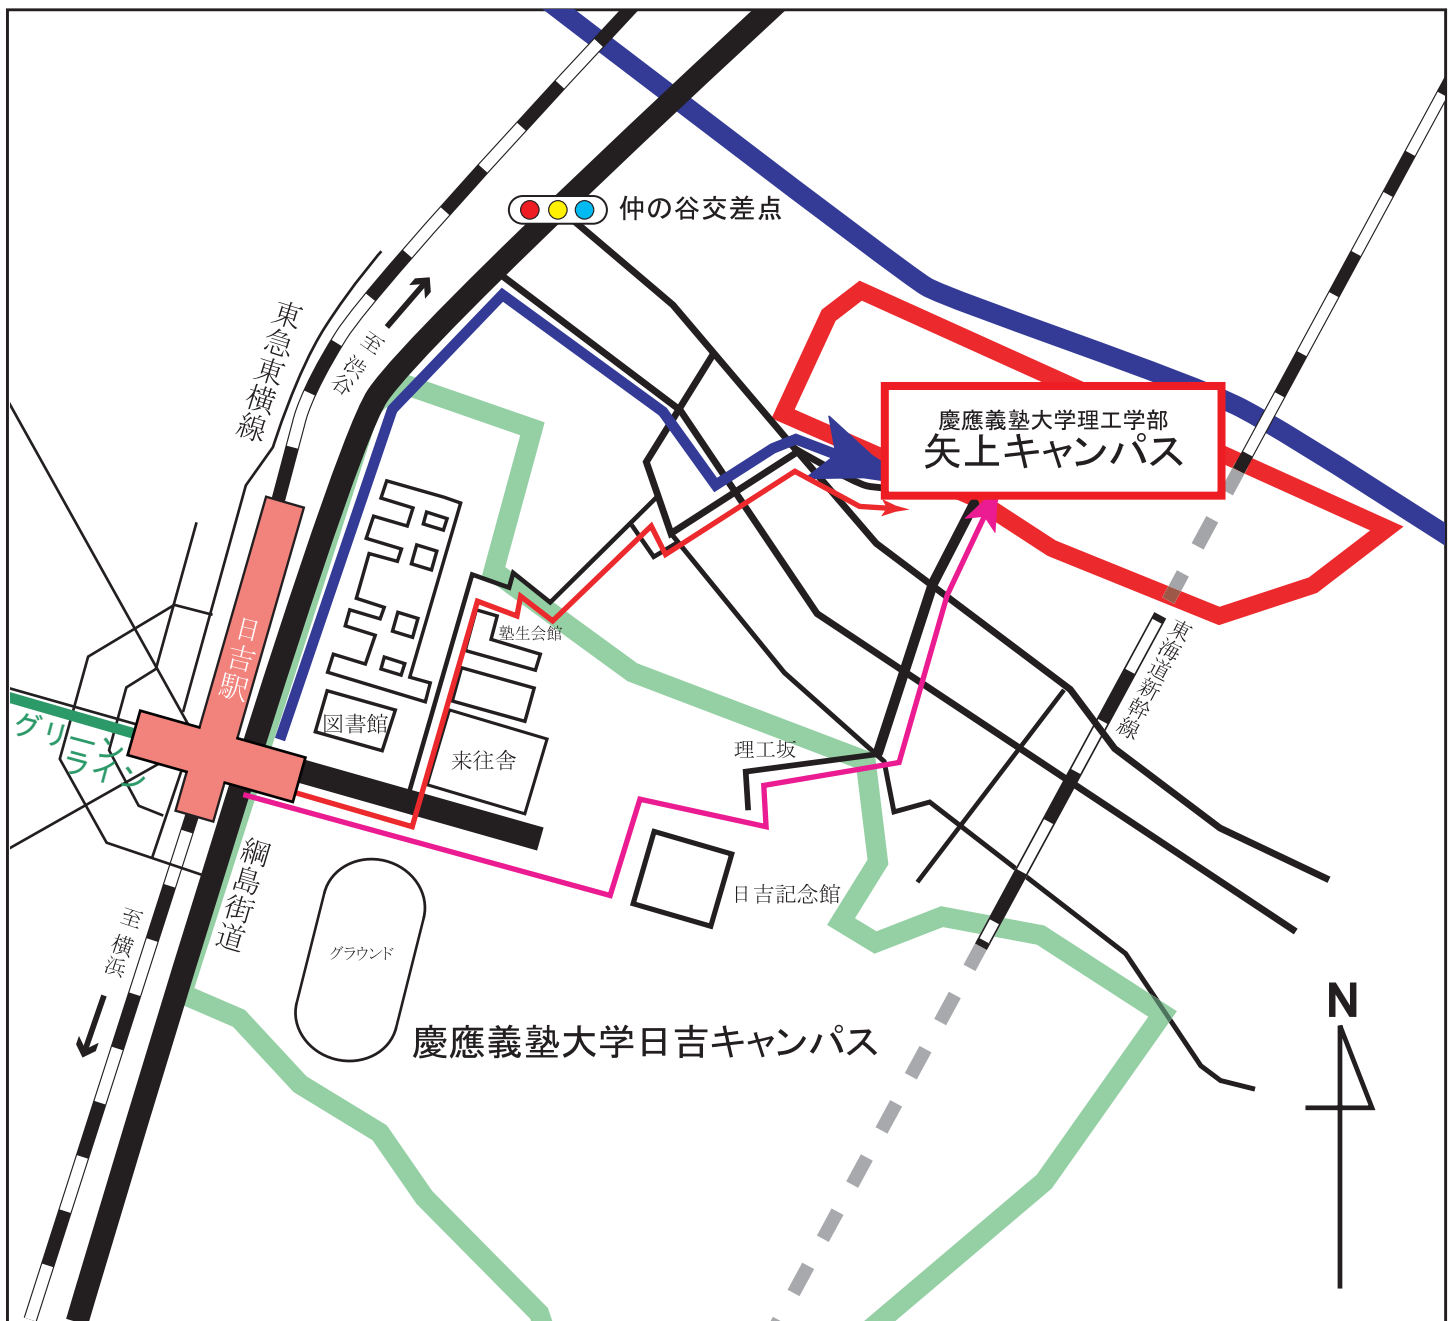 仲の谷交差点
東急東横線
至渋谷
慶應義塾大学理工学部
矢上キャンパス
日吉駅
塾生会館
東海道新幹線
グリーン
ライン
図書館
来往舎
理工坂
綱島街道
日吉記念館
至横浜
グラウンド
慶應義塾大学日吉キャンパス
N